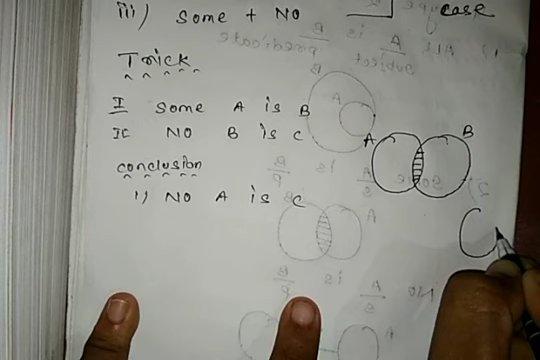 iii) Some + NO
case
Trick
I Some A is B
II NO B is C
A B
conclusion
1) NO A is C